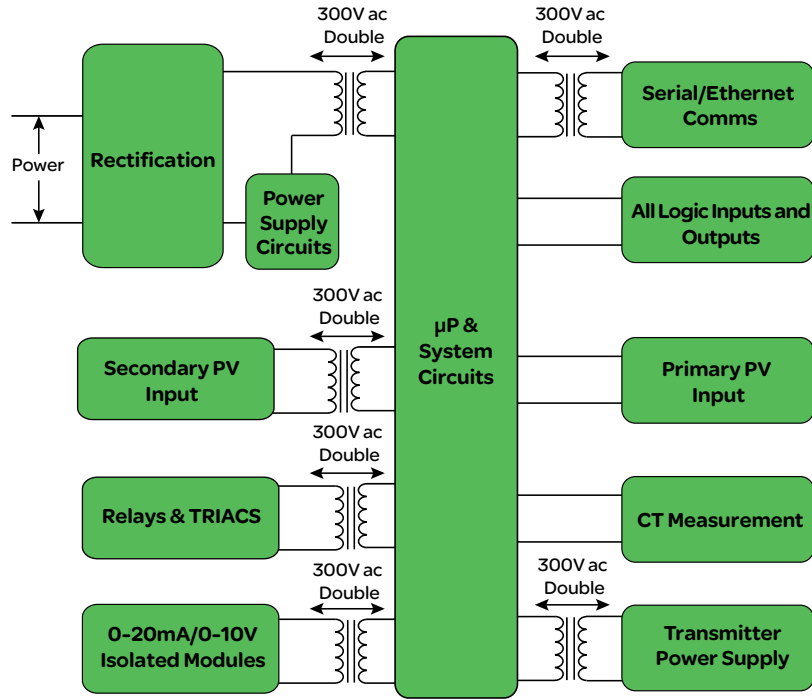 300V ac
Double
300V ac
Double
Serial/Ethernet
Comms
Power
Rectification
Power
Supply
Circuits
All Logic Inputs and
Outputs
300V ac
Double
µP &
System
Circuits
Secondary PV
Input
Primary PV
Input
300V ac
Double
Relays & TRIACS
CT Measurement
300V ac
Double
300V ac
Double
0-20mA/0-10V
Isolated Modules
Transmitter
Power Supply